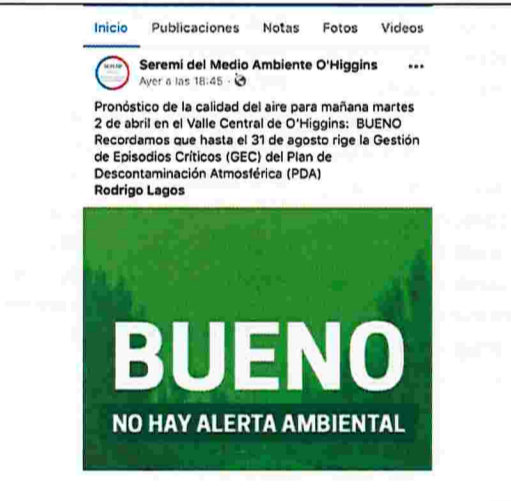 Inicio Publicaciones Notas Fotos Videos
Seremi del Medio Ambiente O'Higgins ...
Ayer a las 18:45 ·
Pronóstico de la calidad del aire para mañana martes
2 de abril en el Valle Central de O'Higgins: BUENO
Recordamos que hasta el 31 de agosto rige la Gestión
de Episodios Críticos (GEC) del Plan de
Descontaminación Atmosférica (PDA)
Rodrigo Lagos
BUENO
NO HAY ALERTA AMBIENTAL